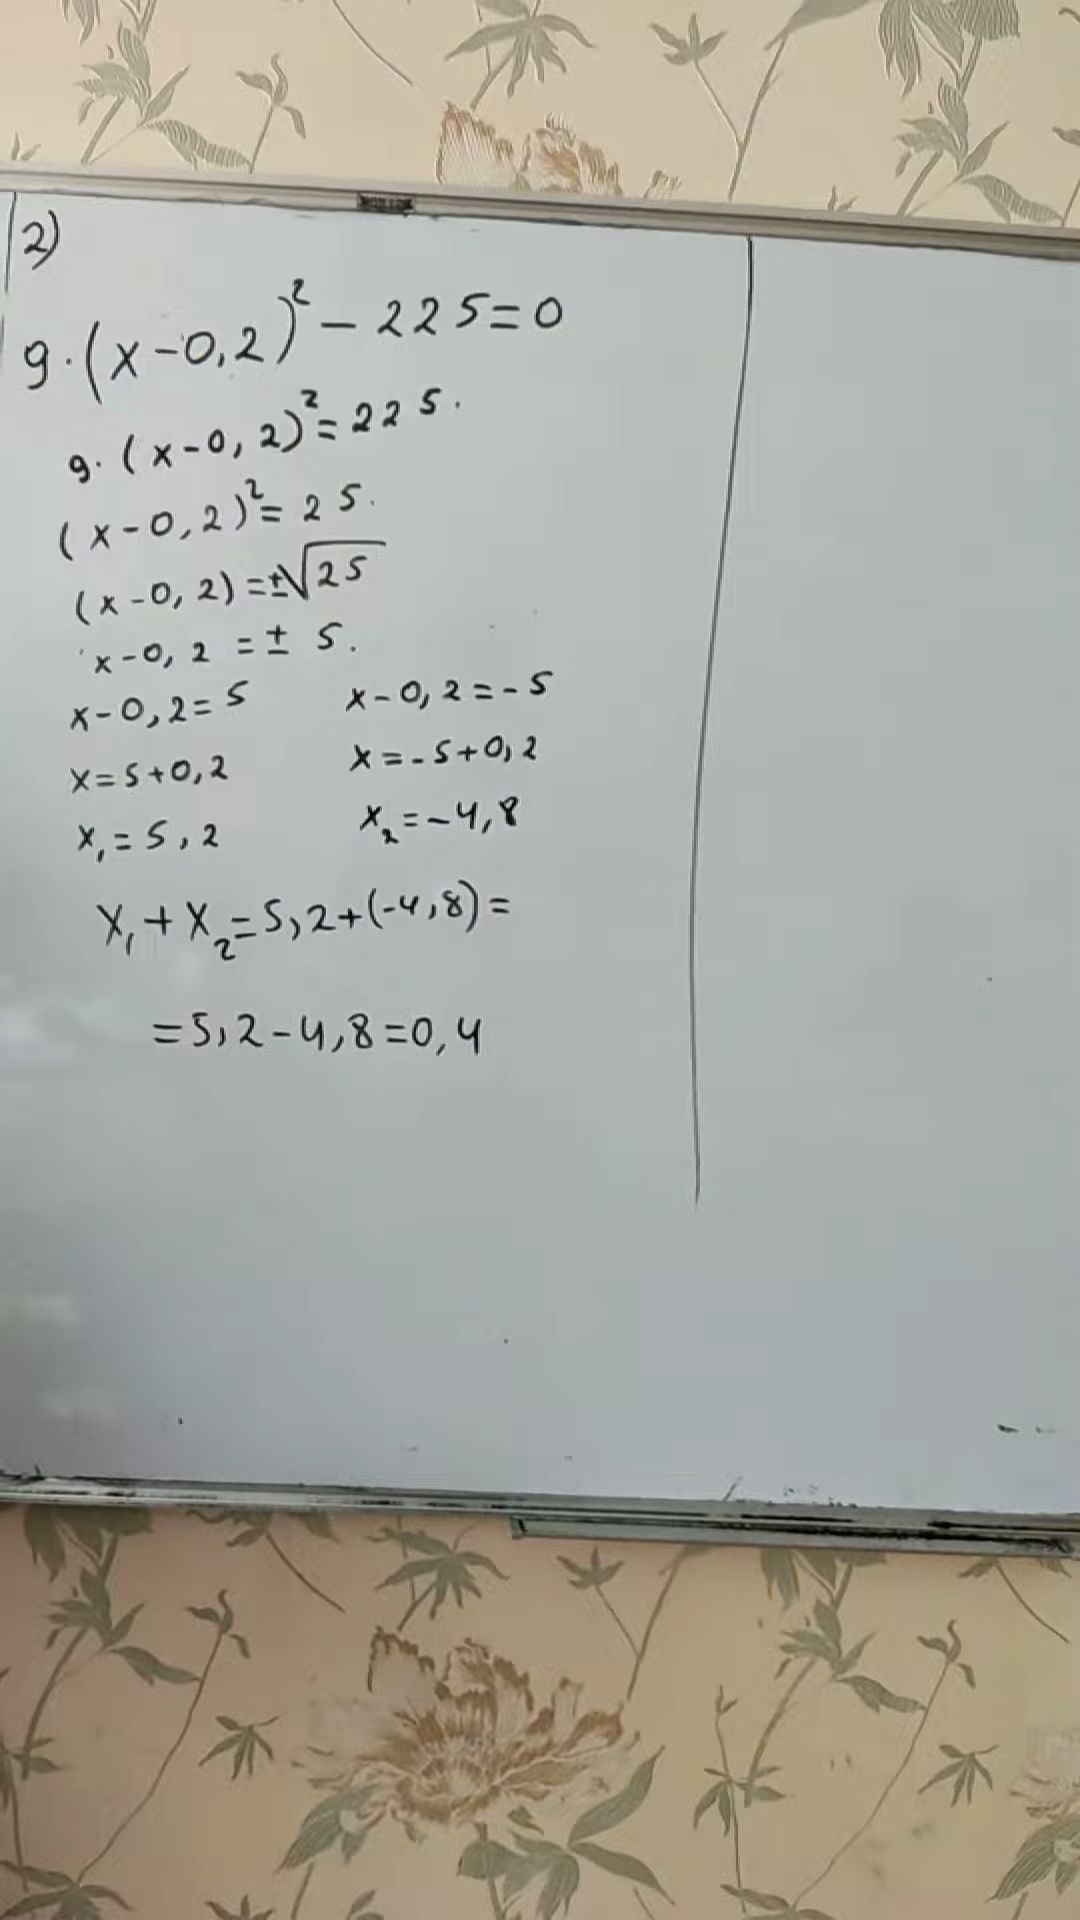 2)
9·(x-0,2)²-225=0
9·(x-0,2)²=225.
(x-0,2)²=25.
(x-0,2)=±√25
x-0,2=±5.
x-0,2=5 x-0,2=-5
x=5+0,2 x=-5+0,2
x₁=5,2 x₂=-4,8
x₁+x₂=5,2+(-4,8)=
=5,2-4,8=0,4